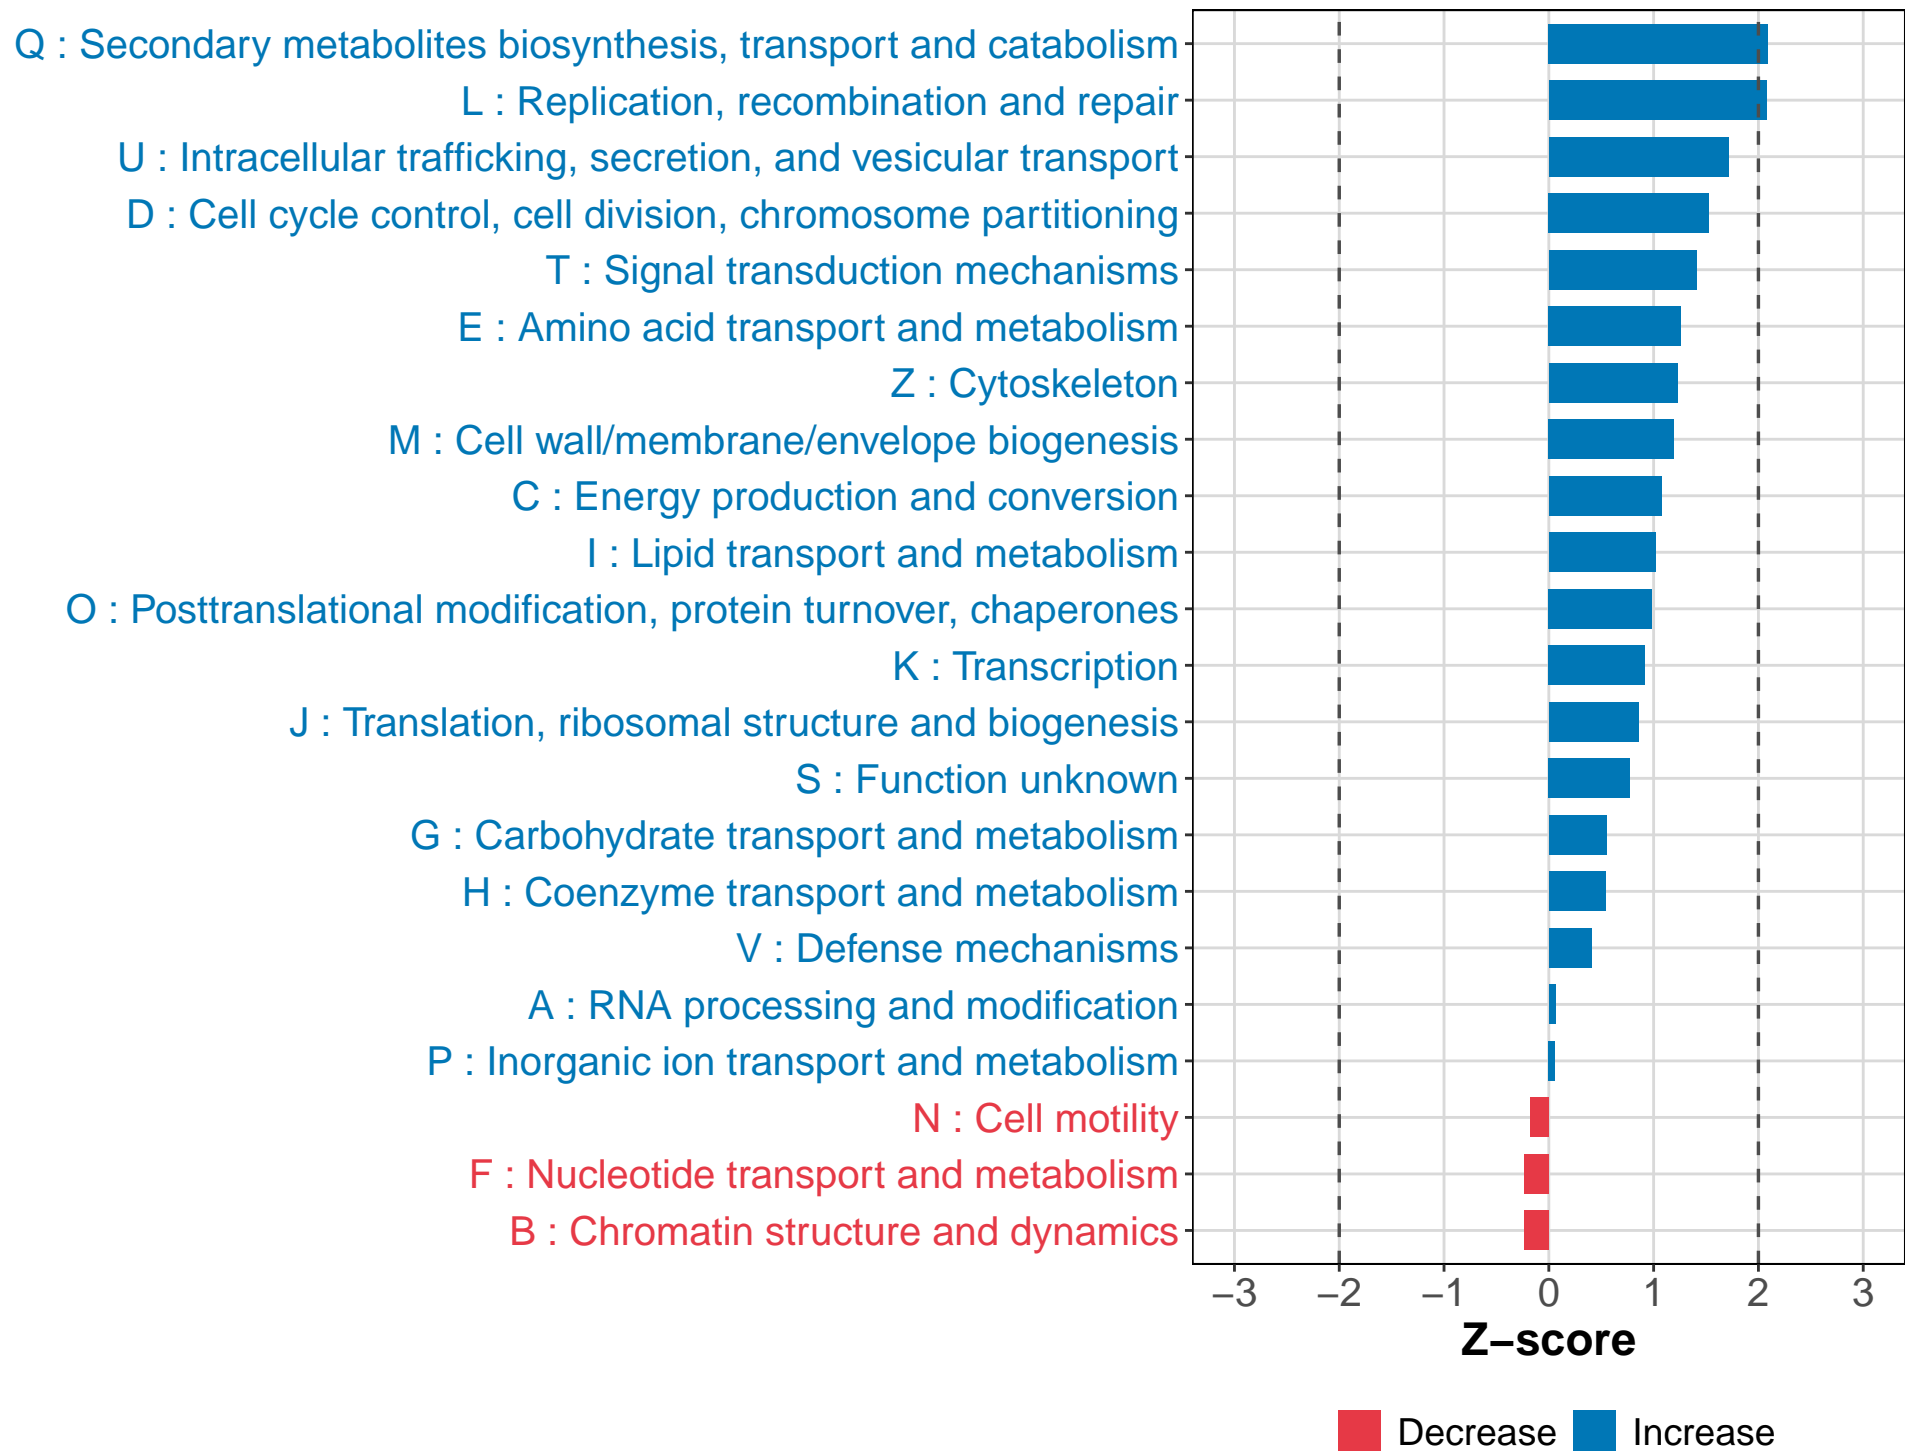 Q : Secondary metabolites biosynthesis, transport and catabolism
L : Replication, recombination and repair
U : Intracellular trafficking, secretion, and vesicular transport
D : Cell cycle control, cell division, chromosome partitioning
T : Signal transduction mechanisms
E : Amino acid transport and metabolism
Z : Cytoskeleton
M : Cell wall/membrane/envelope biogenesis
C : Energy production and conversion
I : Lipid transport and metabolism
O : Posttranslational modification, protein turnover, chaperones
K : Transcription
J : Translation, ribosomal structure and biogenesis
S : Function unknown
G : Carbohydrate transport and metabolism
H : Coenzyme transport and metabolism
V : Defense mechanisms
A : RNA processing and modification
P : Inorganic ion transport and metabolism
N : Cell motility
F : Nucleotide transport and metabolism
B : Chromatin structure and dynamics
−3 −2 −1 0 1 2 3
Z−score
Decrease Increase